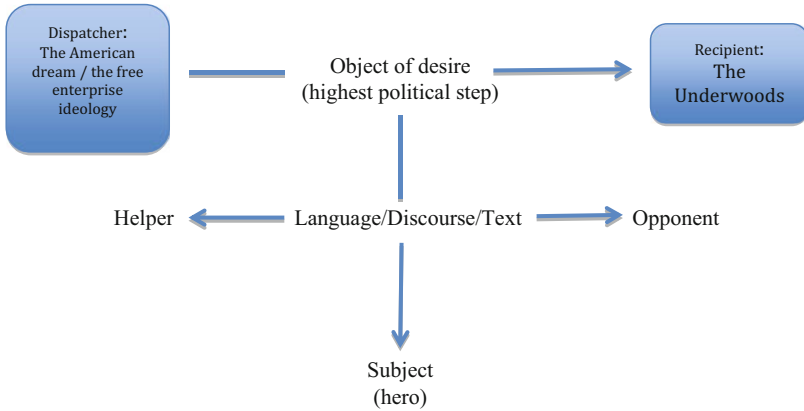 Dispatcher:
The American
dream / the free
enterprise
ideology
Object of desire
(highest political step)
Recipient:
The
Underwoods
Helper
Language/Discourse/Text
Opponent
Subject
(hero)